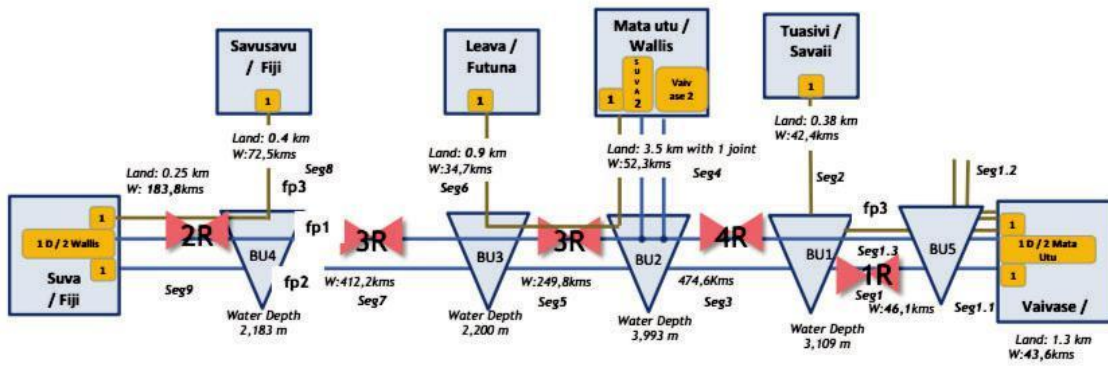 Savusavu
/ Fiji
1
Leava /
Futuna
1
Mata utu /
Wallis
1
S
U
V
A
2
Vaiv
ase 2
Tuasivi /
Savaii
1
Land: 0.4 km
W:72,5kms
Seg8
Land: 0.9 km
W:34,7kms
Seg6
Land: 3.5 km with 1 joint
W:52,3kms
Seg4
Land: 0.38 km
W:42,4kms
Seg2
Seg1.2
Land: 0.25 km
W: 183,8kms
fp3
fp1
fp2
fp3
1
1 D / 2 Wallis
1
Suva
/ Fiji
2R
BU4
3R
BU3
3R
BU2
4R
BU1
Seg1.3
1R
BU5
1 D / 2 Mata
Utu
1
Vaivase /
Seg9
W:412,2kms
Seg7
W:249,8kms
Seg5
474,6Kms
Seg3
Seg1
W:46,1kms
Seg1.1
Water Depth
2,183 m
Water Depth
2,200 m
Water Depth
3,993 m
Water Depth
3,109 m
Land: 1.3 km
W:43,6kms